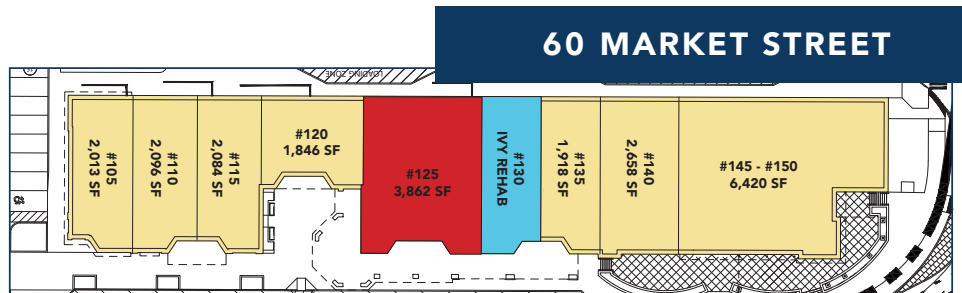 60 MARKET STREET
LOADING ZONE
#105
2,013 SF
#110
2,096 SF
#115
2,084 SF
#120
1,846 SF
#125
3,862 SF
#130
IVY REHAB
#135
1,918 SF
#140
2,658 SF
#145 - #150
6,420 SF